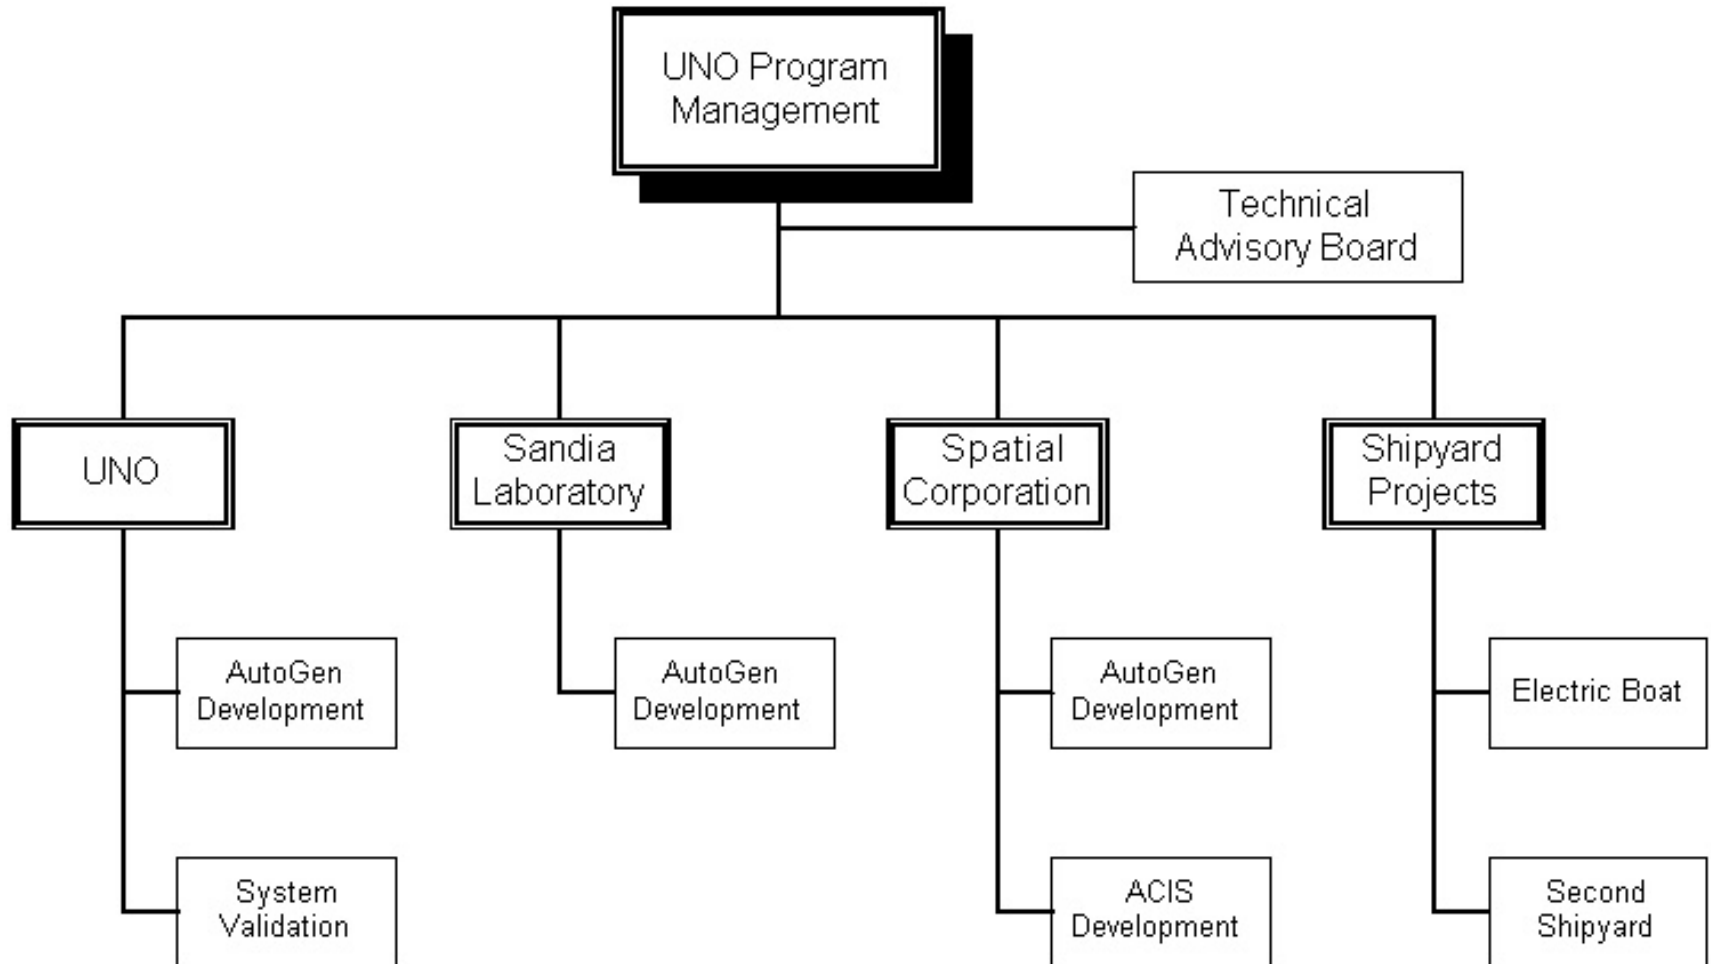 UNO Program
Management
Technical
Advisory Board
UNO
Sandia
Laboratory
Spatial
Corporation
Shipyard
Projects
AutoGen
Development
AutoGen
Development
AutoGen
Development
Electric Boat
System
Validation
ACIS
Development
Second
Shipyard